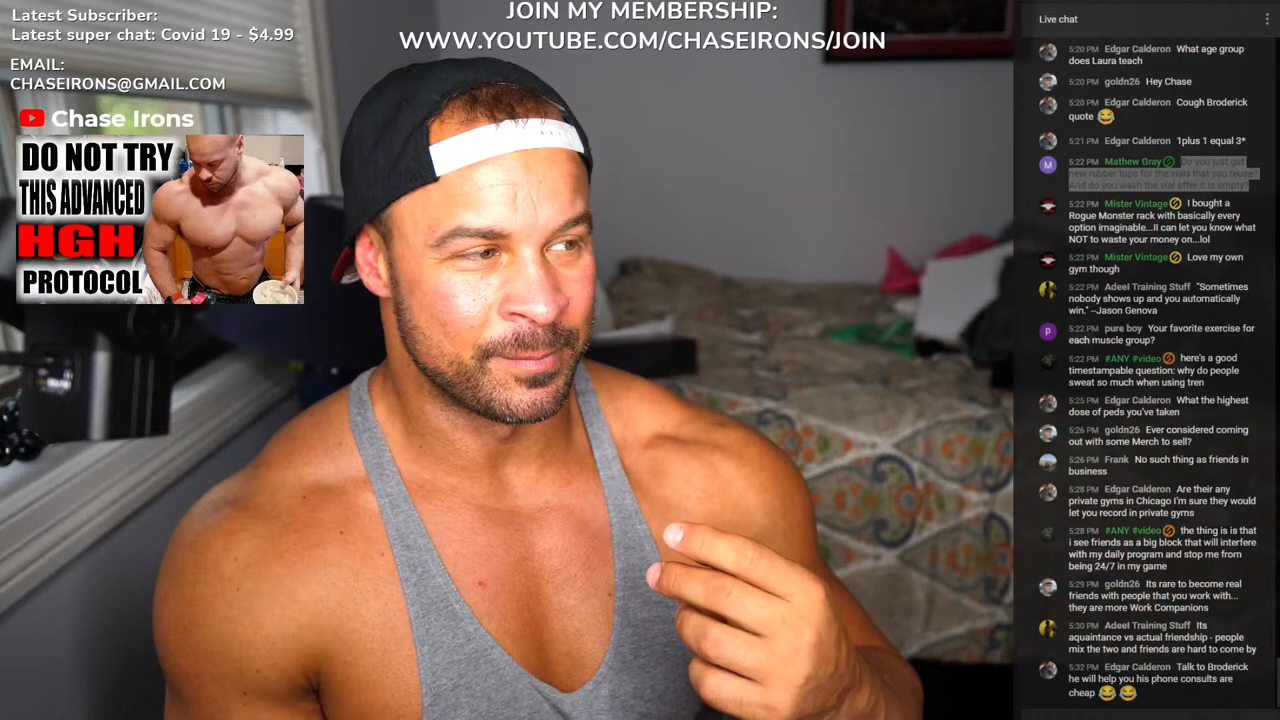 Latest Subscriber:
Latest super chat: Covid 19 - $4.99
EMAIL:
CHASEIRONS@GMAIL.COM
Chase Irons
DO NOT TRY
THIS ADVANCED
HGH
PROTOCOL
JOIN MY MEMBERSHIP:
WWW.YOUTUBE.COM/CHASEIRONS/JOIN
Live chat
5:20 PM Edgar Calderon What age group
does Laura teach
5:20 PM goldn26 Hey Chase
5:20 PM Edgar Calderon Cough Broderick
quote 😂
5:21 PM Edgar Calderon 1plus 1 equal 3*
M
5:22 PM Mathew Gray Do you just get
new rubber tops for the vials that you reuse?
And do you wash the vial after it is empty?
5:22 PM Mister Vintage I bought a
Rogue Monster rack with basically every
option imaginable...II can let you know what
NOT to waste your money on...lol
5:22 PM Mister Vintage Love my own
gym though
5:22 PM Adeel Training Stuff "Sometimes
nobody shows up and you automatically
win." –Jason Genova
p
5:22 PM pure boy Your favorite exercise for
each muscle group?
5:22 PM #ANY #video here's a good
timestampable question: why do people
sweat so much when using tren
5:25 PM Edgar Calderon What the highest
dose of peds you've taken
5:26 PM goldn26 Ever considered coming
out with some Merch to sell?
5:26 PM Frank No such thing as friends in
business
5:28 PM Edgar Calderon Are their any
private gyms in Chicago I'm sure they would
let you record in private gyms
5:28 PM #ANY #video the thing is is that
i see friends as a big block that will interfere
with my daily program and stop me from
being 24/7 in my game
5:29 PM goldn26 Its rare to become real
friends with people that you work with...
they are more Work Companions
5:30 PM Adeel Training Stuff Its
aquaintance vs actual friendship - people
mix the two and friends are hard to come by
5:32 PM Edgar Calderon Talk to Broderick
he will help you his phone consults are
cheap 😂 😂